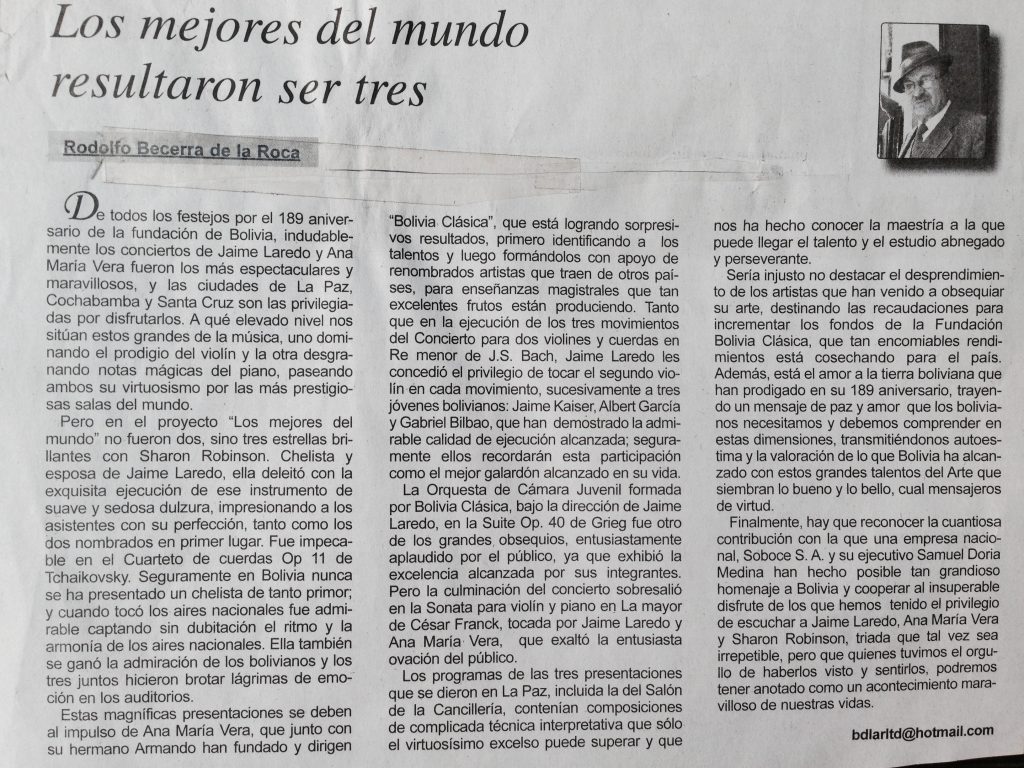 Los mejores del mundo
resultaron ser tres
Rodolfo Becerra de la Roca
De todos los festejos por el 189 aniver-
sario de la fundación de Bolivia, indudable-
mente los conciertos de Jaime Laredo y Ana
María Vera fueron los más espectaculares y
maravillosos, y las ciudades de La Paz,
Cochabamba y Santa Cruz son las privilegia-
das por disfrutarlos. A qué elevado nivel nos
sitúan estos grandes de la música, uno domi-
nando el prodigio del violín y la otra desgra-
nando notas mágicas del piano, paseando
ambos su virtuosismo por las más prestigio-
sas salas del mundo.
Pero en el proyecto “Los mejores del
mundo” no fueron dos, sino tres estrellas bri-
llantes con Sharon Robinson. Chelista y
esposa de Jaime Laredo, ella deleitó con la
exquisita ejecución de ese instrumento de
suave y sedosa dulzura, impresionando a los
asistentes con su perfección, tanto como los
dos nombrados en primer lugar. Fue impeca-
ble en el Cuarteto de cuerdas Op 11 de
Tchaikovsky. Seguramente en Bolivia nunca
se ha presentado un chelista de tanto primor;
y cuando tocó los aires nacionales fue admi-
rable captando sin dubitación el ritmo y la
armonía de los aires nacionales. Ella también
se ganó la admiración de los bolivianos y los
tres juntos hicieron brotar lágrimas de emo-
ción en los auditorios.
Estas magníficas presentaciones se deben
al impulso de Ana María Vera, que junto con
su hermano Armando han fundado y dirigen
“Bolivia Clásica”, que está logrando sorpresi-
vos resultados, primero identificando a los
talentos y luego formándolos con apoyo de
renombrados artistas que traen de otros paí-
ses, para enseñanzas magistrales que tan
excelentes frutos están produciendo. Tanto
que en la ejecución de los tres movimientos
del Concierto para dos violines y cuerdas en
Re menor de J.S. Bach, Jaime Laredo les
concedió el privilegio de tocar el segundo vio-
lín en cada movimiento, sucesivamente a tres
jóvenes bolivianos: Jaime Kaiser, Albert García
y Gabriel Bilbao, que han demostrado la admi-
rable calidad de ejecución alcanzada; segura-
mente ellos recordarán esta participación
como el mejor galardón alcanzado en su vida.
La Orquesta de Cámara Juvenil formada
por Bolivia Clásica, bajo la dirección de Jaime
Laredo, en la Suite Op. 40 de Grieg fue otro
de los grandes obsequios, entusiastamente
aplaudido por el público, ya que exhibió la
excelencia alcanzada por sus integrantes.
Pero la culminación del concierto sobresalió
en la Sonata para violín y piano en La mayor
de César Franck, tocada por Jaime Laredo y
Ana María Vera, que exaltó la entusiasta
ovación del público.
Los programas de las tres presentaciones
que se dieron en La Paz, incluida la del Salón
de la Cancillería, contenían composiciones
de complicada técnica interpretativa que sólo
el virtuosísimo excelso puede superar y que
nos ha hecho conocer la maestría a la que
puede llegar el talento y el estudio abnegado
y perseverante.
Sería injusto no destacar el desprendimien-
to de los artistas que han venido a obsequiar
su arte, destinando las recaudaciones para
incrementar los fondos de la Fundación
Bolivia Clásica, que tan encomiables rendi-
mientos está cosechando para el país.
Además, está el amor a la tierra boliviana que
han prodigado en su 189 aniversario, trayen-
do un mensaje de paz y amor que los bolivia-
nos necesitamos y debemos comprender en
estas dimensiones, transmitiéndonos autoes-
tima y la valoración de lo que Bolivia ha alcan-
zado con estos grandes talentos del Arte que
siembran lo bueno y lo bello, cual mensajeros
de virtud.
Finalmente, hay que reconocer la cuantiosa
contribución con la que una empresa nacio-
nal, Soboce S. A. y su ejecutivo Samuel Doria
Medina han hecho posible tan grandioso
homenaje a Bolivia y cooperar al insuperable
disfrute de los que hemos tenido el privilegio
de escuchar a Jaime Laredo, Ana María Vera
y Sharon Robinson, triada que tal vez sea
irrepetible, pero que quienes tuvimos el orgu-
llo de haberlos visto y sentirlos, podremos
tener anotado como un acontecimiento mara-
villoso de nuestras vidas.
bdlarltd@hotmail.com